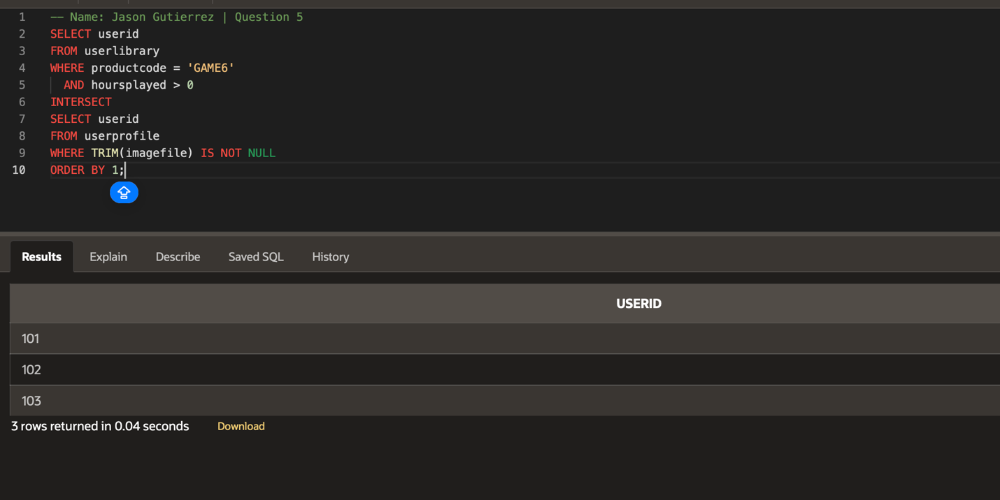 1 -- Name: Jason Gutierrez | Question 5
2 SELECT userid
3 FROM userlibrary
4 WHERE productcode = 'GAME6'
5 AND hoursplayed > 0
6 INTERSECT
7 SELECT userid
8 FROM userprofile
9 WHERE TRIM(imagefile) IS NOT NULL
10 ORDER BY 1;
Results Explain Describe Saved SQL History
USERID
101
102
103
3 rows returned in 0.04 seconds Download